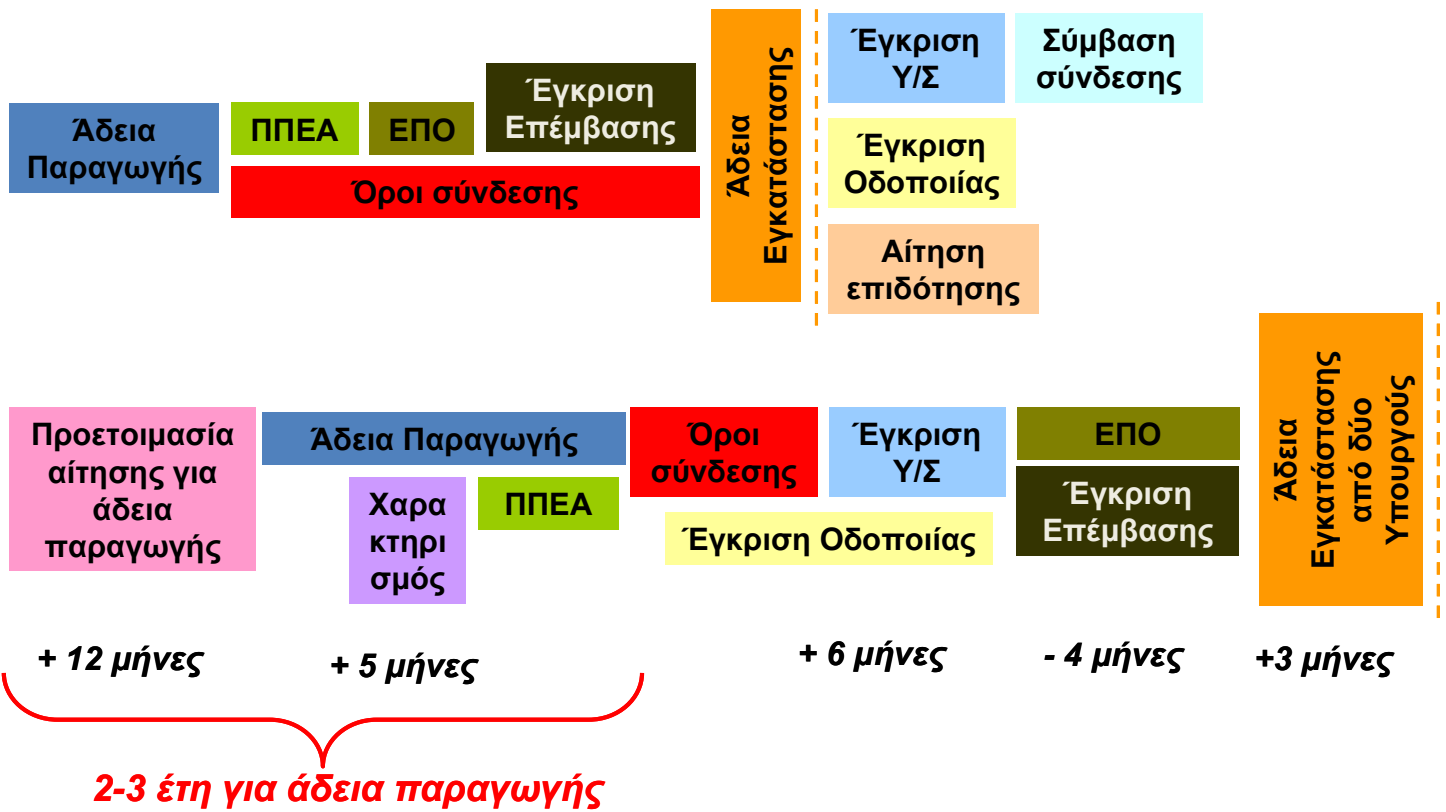 Άδεια
Παραγωγής
ΠΠΕΑ
ΕΠΟ
Έγκριση
Επέμβασης
Όροι σύνδεσης
Άδεια
Εγκατάστασης
Έγκριση
Υ/Σ
Σύμβαση
σύνδεσης
Έγκριση
Οδοποιίας
Αίτηση
επιδότησης
Προετοιμασία
αίτησης για
άδεια
παραγωγής
Άδεια Παραγωγής
Χαρα
κτηρι
σμός
ΠΠΕΑ
Όροι
σύνδεσης
Έγκριση
Υ/Σ
Έγκριση Οδοποιίας
ΕΠΟ
Έγκριση
Επέμβασης
Άδεια
Εγκατάστασης
από δύο
Υπουργούς
+ 12 μήνες
+ 5 μήνες
+ 6 μήνες
- 4 μήνες
+3 μήνες
2-3 έτη για άδεια παραγωγής